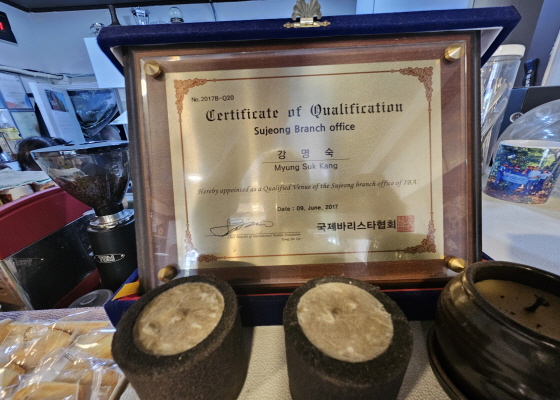 No. 2017B-Q20
Certificate of Qualification
Sujeong Branch office
강 명 숙
Myung Suk Kang
Hereby appointed as a Qualified Venue of the Sujeong branch office of IBA
Date : 09. June, 2017
국제바리스타협회